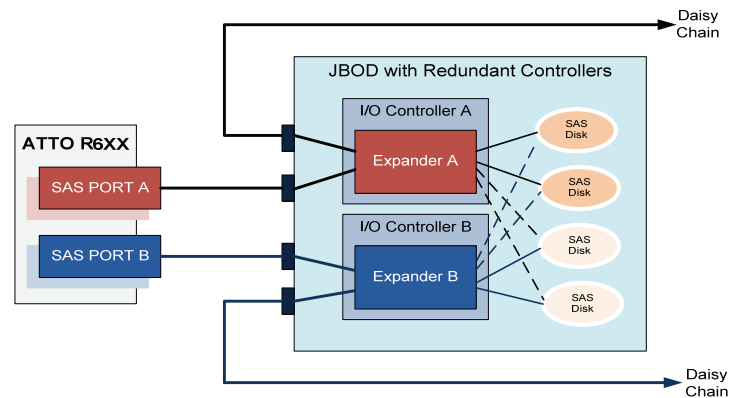 Daisy
Chain
JBOD with Redundant Controllers
I/O Controller A
Expander A
SAS
Disk
SAS
Disk
ATTO R6XX
SAS PORT A
SAS PORT B
I/O Controller B
Expander B
SAS
Disk
SAS
Disk
Daisy
Chain